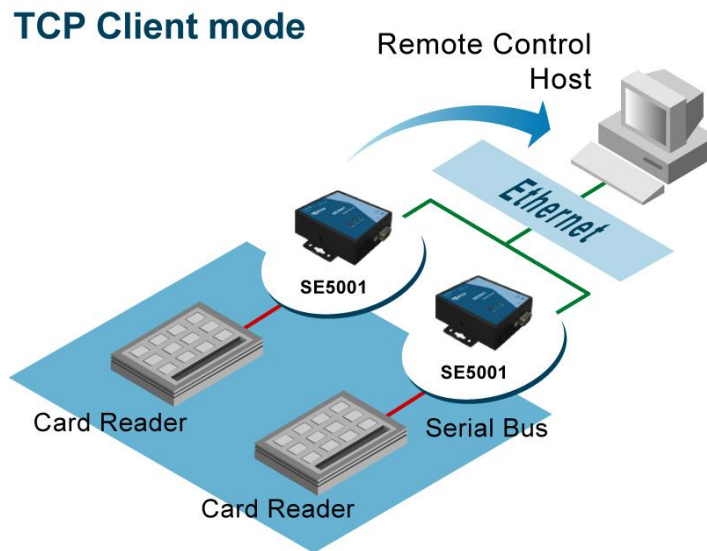 TCP Client mode
Remote Control
Host
Ethernet
SE5001
SE5001
Card Reader
Serial Bus
Card Reader